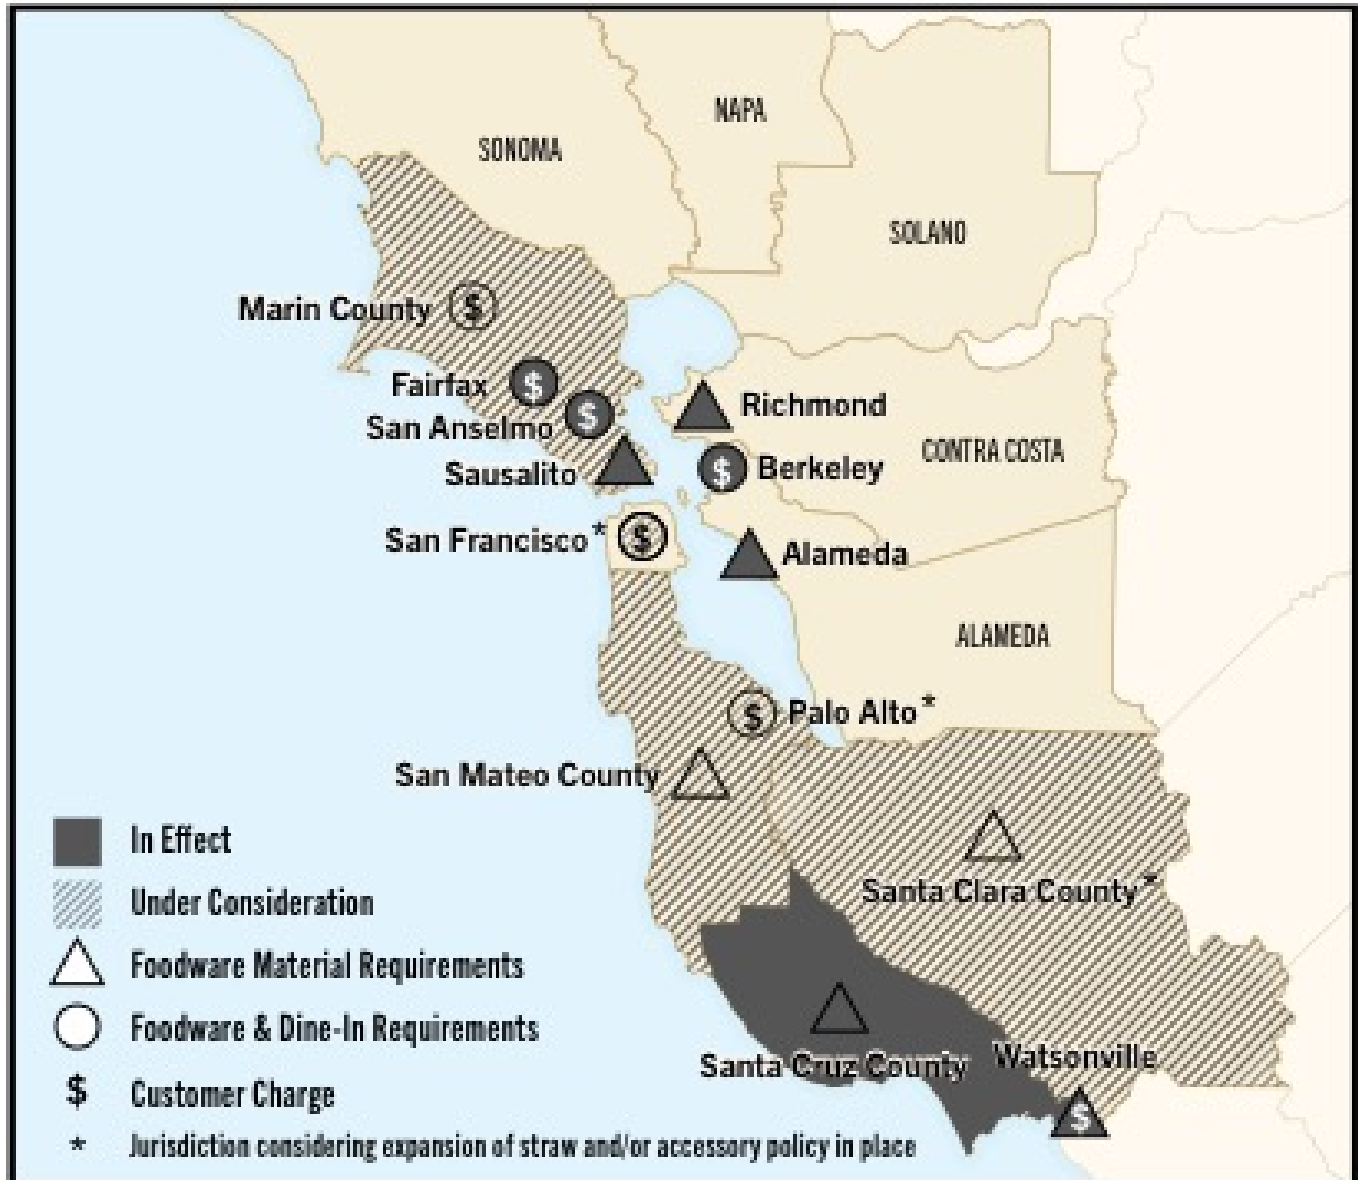 NAPA
SONOMA
SOLANO
Marin County $
Fairfax $
San Anselmo $
Richmond
CONTRA COSTA
Sausalito
$ Berkeley
San Francisco* $
Alameda
ALAMEDA
$ Palo Alto*
San Mateo County
Santa Clara County*
Santa Cruz County
Watsonville
$
In Effect
Under Consideration
Foodware Material Requirements
Foodware & Dine-In Requirements
$ Customer Charge
* Jurisdiction considering expansion of straw and/or accessory policy in place